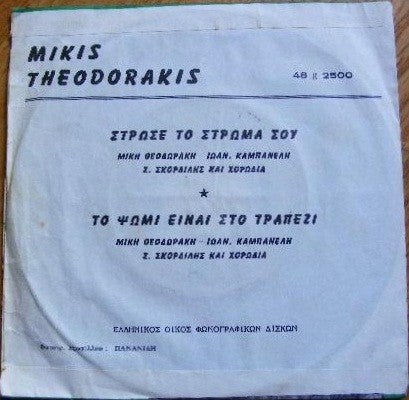 MIKIS
THEODORAKIS
48 g 2500
ΣΤΡΩΣΕ ΤΟ ΣΤΡΩΜΑ ΣΟΥ
ΜΙΚΗ ΘΕΟΔΩΡΑΚΗ - ΙΩΑΝ. ΚΑΜΠΑΝΕΛΗ
Σ. ΣΚΟΡΔΙΛΗΣ ΚΑΙ ΧΟΡΩΔΙΑ
★
ΤΟ ΨΩΜΙ ΕΙΝΑΙ ΣΤΟ ΤΡΑΠΕΖΙ
ΜΙΚΗ ΘΕΟΔΩΡΑΚΗ - ΙΩΑΝ. ΚΑΜΠΑΝΕΛΗ
Σ. ΣΚΟΡΔΙΛΗΣ ΚΑΙ ΧΟΡΩΔΙΑ
ΕΛΛΗΝΙΚΟΣ ΟΙΚΟΣ ΦΩΝΟΓΡΑΦΙΚΩΝ ΔΙΣΚΩΝ
ΠΑΝΑΝΙΔΗ